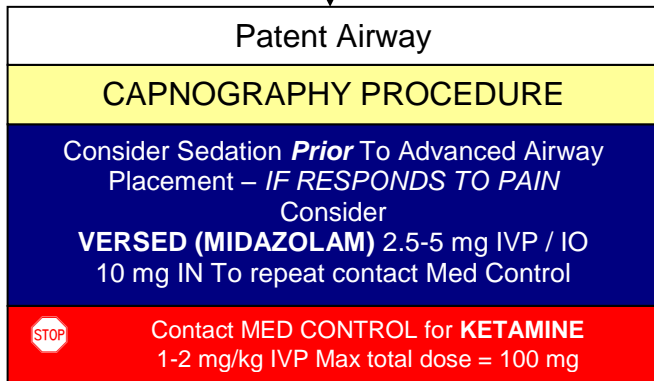 Patent Airway
CAPNOGRAPHY PROCEDURE
Consider Sedation Prior To Advanced Airway
Placement – IF RESPONDS TO PAIN
Consider
VERSED (MIDAZOLAM) 2.5-5 mg IVP / IO
10 mg IN To repeat contact Med Control
STOP
Contact MED CONTROL for KETAMINE
1-2 mg/kg IVP Max total dose = 100 mg